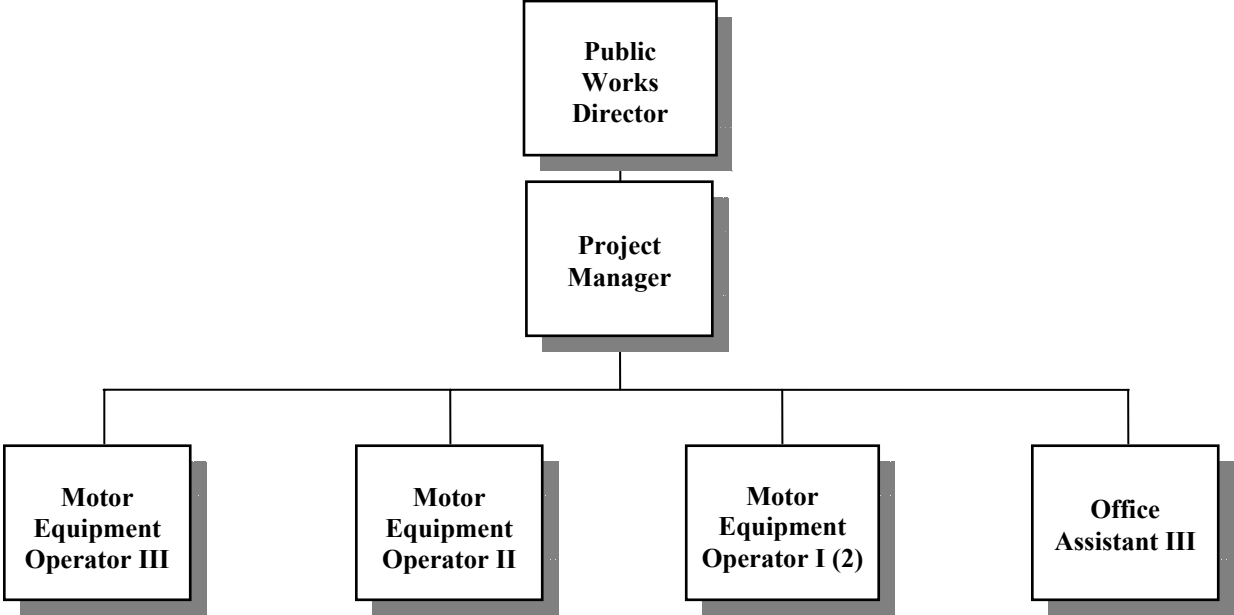 Public
Works
Director
Project
Manager
Motor
Equipment
Operator III
Motor
Equipment
Operator II
Motor
Equipment
Operator I (2)
Office
Assistant III